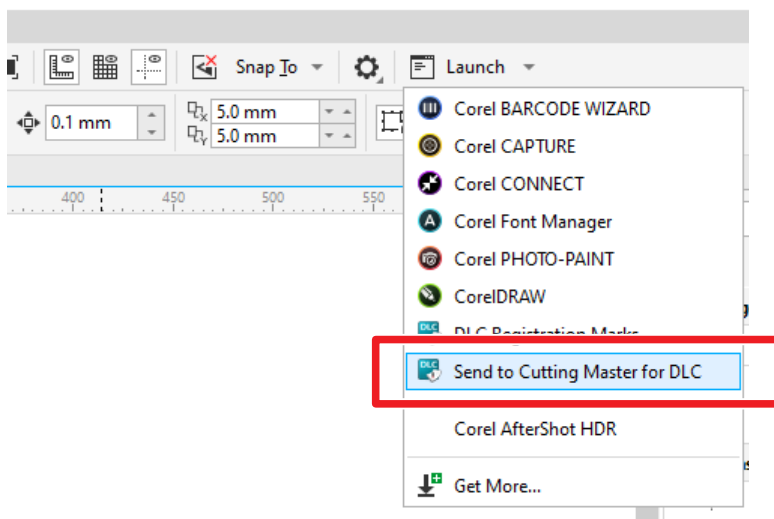 Snap To
Launch
0.1 mm
5.0 mm
5.0 mm
400
450
500
550
Corel BARCODE WIZARD
Corel CAPTURE
Corel CONNECT
Corel Font Manager
Corel PHOTO-PAINT
CorelDRAW
DLC Registration Marks
Send to Cutting Master for DLC
Corel AfterShot HDR
Get More...